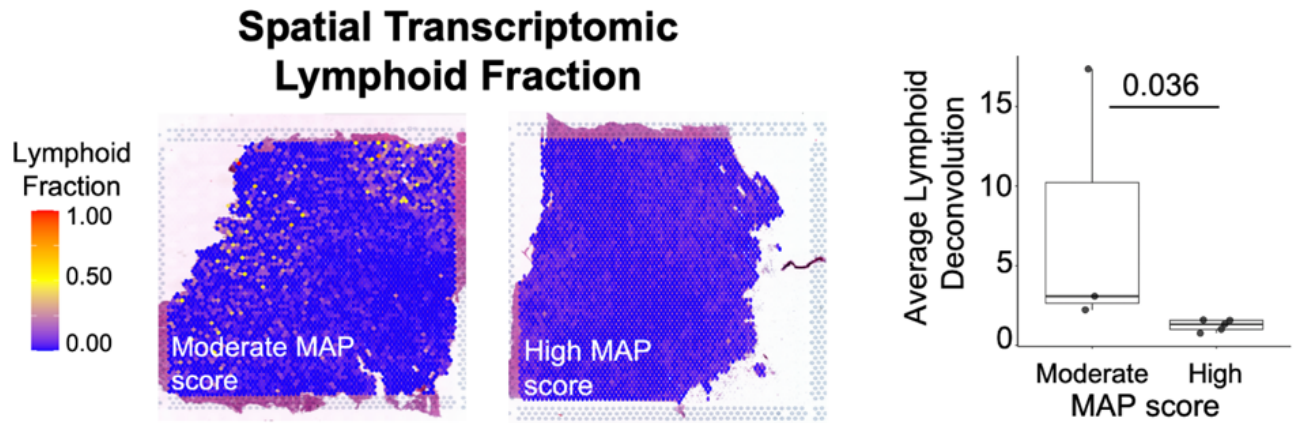 Spatial Transcriptomic
Lymphoid Fraction
Lymphoid
Fraction
1.00
0.50
0.00
Moderate MAP
score
High MAP
score
Average Lymphoid
Deconvolution
15
10
5
0
0.036
Moderate High
MAP score